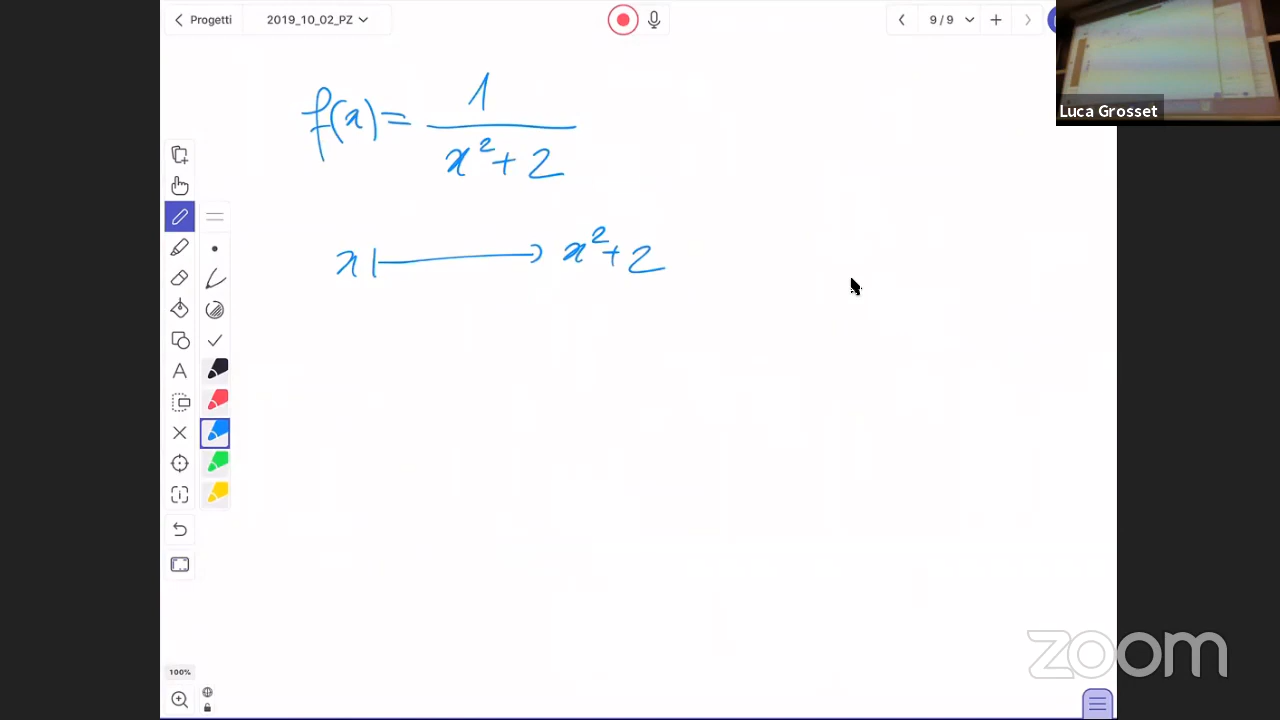 Progetti 2019_10_02_PZ 9/9
Luca Grosset
f(x) = 1 / x² + 2
x ↦ x² + 2
A
100%
zoom